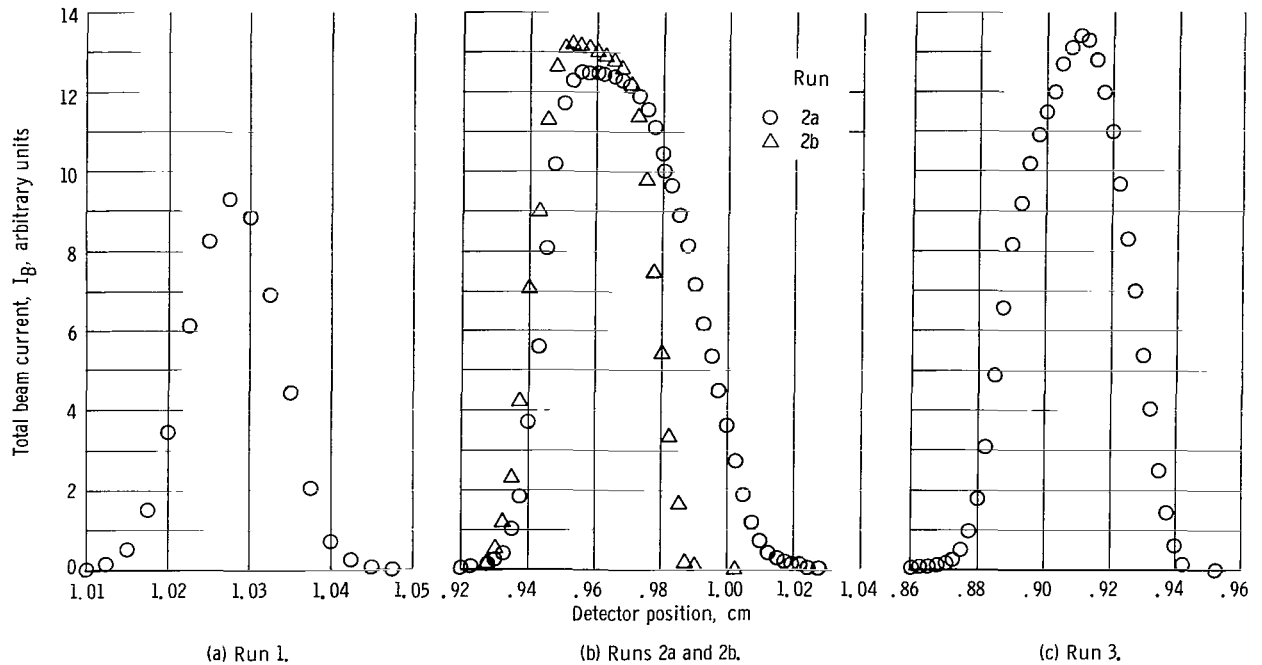 Total beam current, I_B, arbitrary units
14
12
10
8
6
4
2
0
1.01 1.02 1.03 1.04 1.05
.92 .94 .96 .98 1.00 1.02 1.04
.86 .88 .90 .92 .94 .96
Run
2a
2b
Detector position, cm
(a) Run 1.
(b) Runs 2a and 2b.
(c) Run 3.